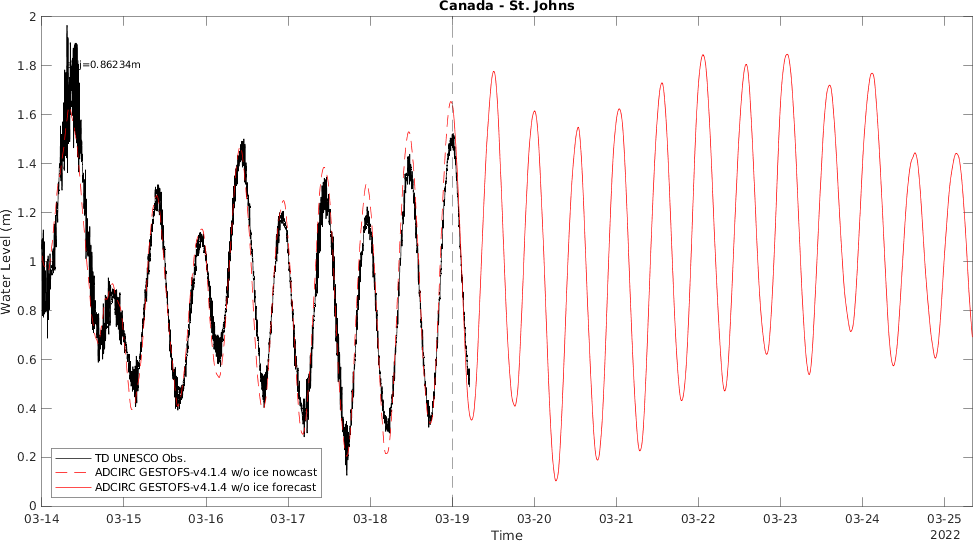 Canada - St. Johns
=0.86234m
Water Level (m)
2
1.8
1.6
1.4
1.2
1
0.8
0.6
0.4
0.2
0
TD UNESCO Obs.
ADCIRC GESTOFS-v4.1.4 w/o ice nowcast
ADCIRC GESTOFS-v4.1.4 w/o ice forecast
03-14 03-15 03-16 03-17 03-18 03-19 03-20 03-21 03-22 03-23 03-24 03-25
Time
2022